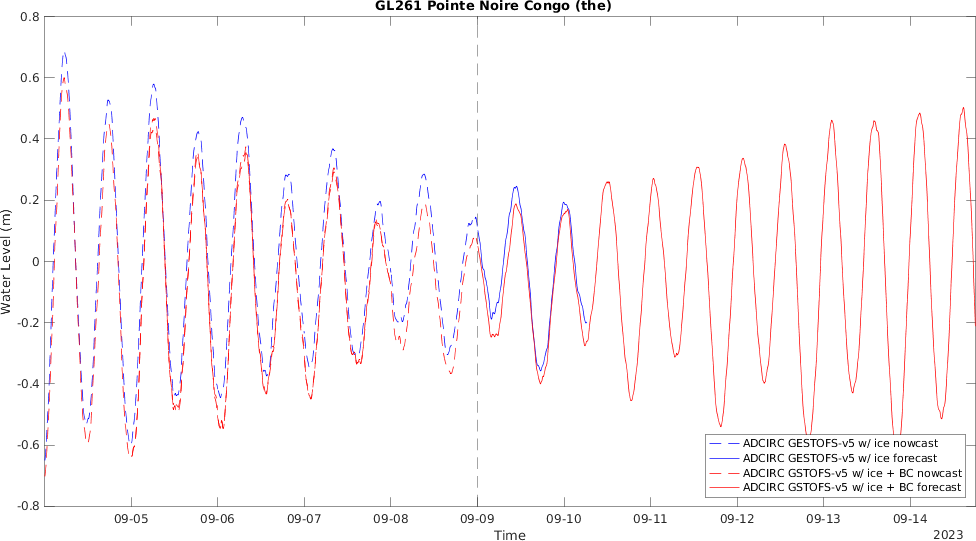 GL261 Pointe Noire Congo (the)
0.8
0.6
0.4
0.2
0
-0.2
-0.4
-0.6
-0.8
Water Level (m)
ADCIRC GESTOFS-v5 w/ ice nowcast
ADCIRC GESTOFS-v5 w/ ice forecast
ADCIRC GSTOFS-v5 w/ ice + BC nowcast
ADCIRC GSTOFS-v5 w/ ice + BC forecast
09-05 09-06 09-07 09-08 09-09 09-10 09-11 09-12 09-13 09-14
Time
2023